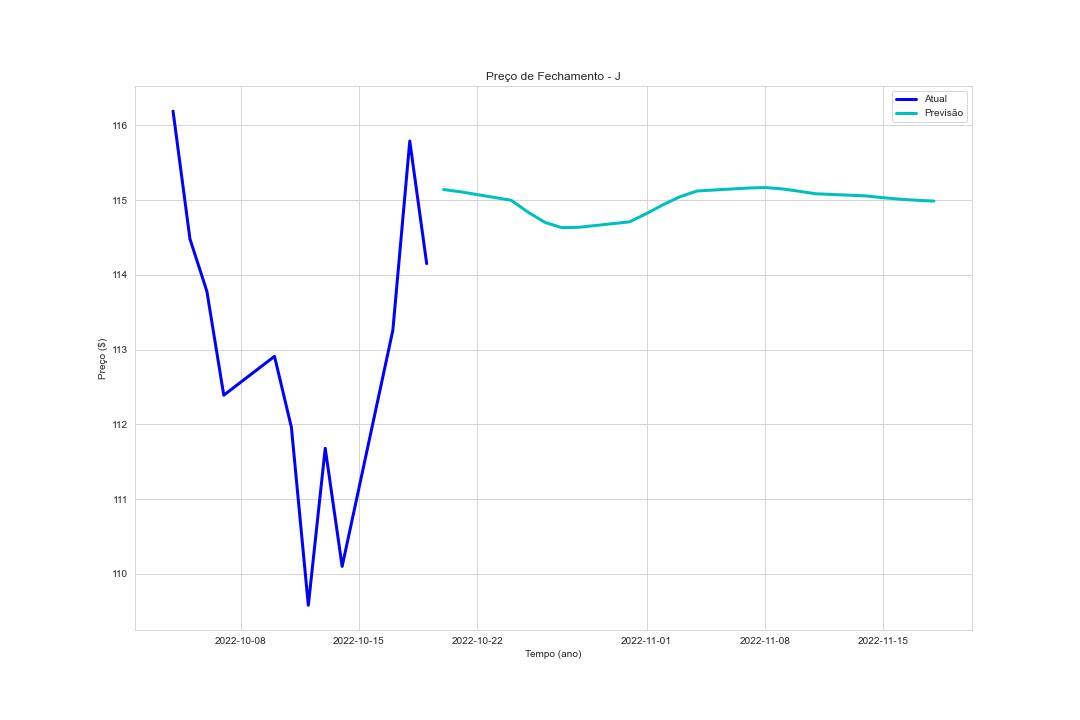 Preço de Fechamento - J
Atual
Previsão
116
115
114
113
112
111
110
Preço ($)
2022-10-08
2022-10-15
2022-10-22
2022-11-01
2022-11-08
2022-11-15
Tempo (ano)